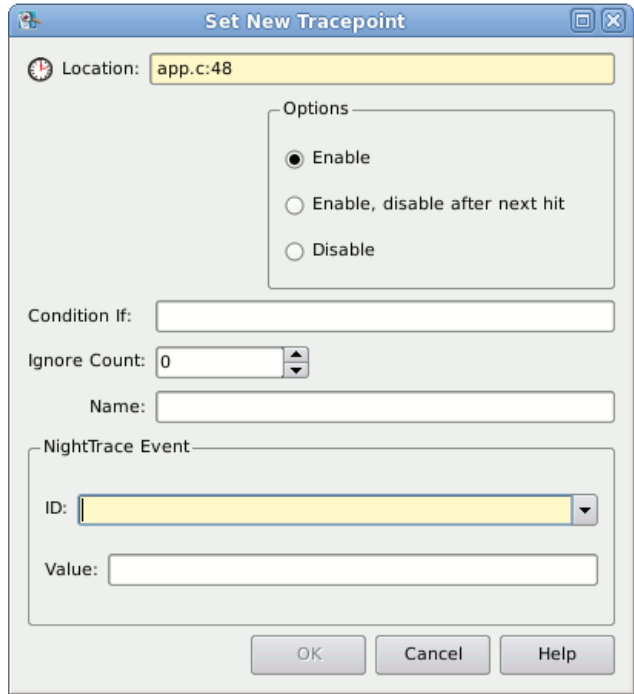 Set New Tracepoint
Location: app.c:48
Options
Enable
Enable, disable after next hit
Disable
Condition If:
Ignore Count: 0
Name:
NightTrace Event
ID:
Value:
OK Cancel Help